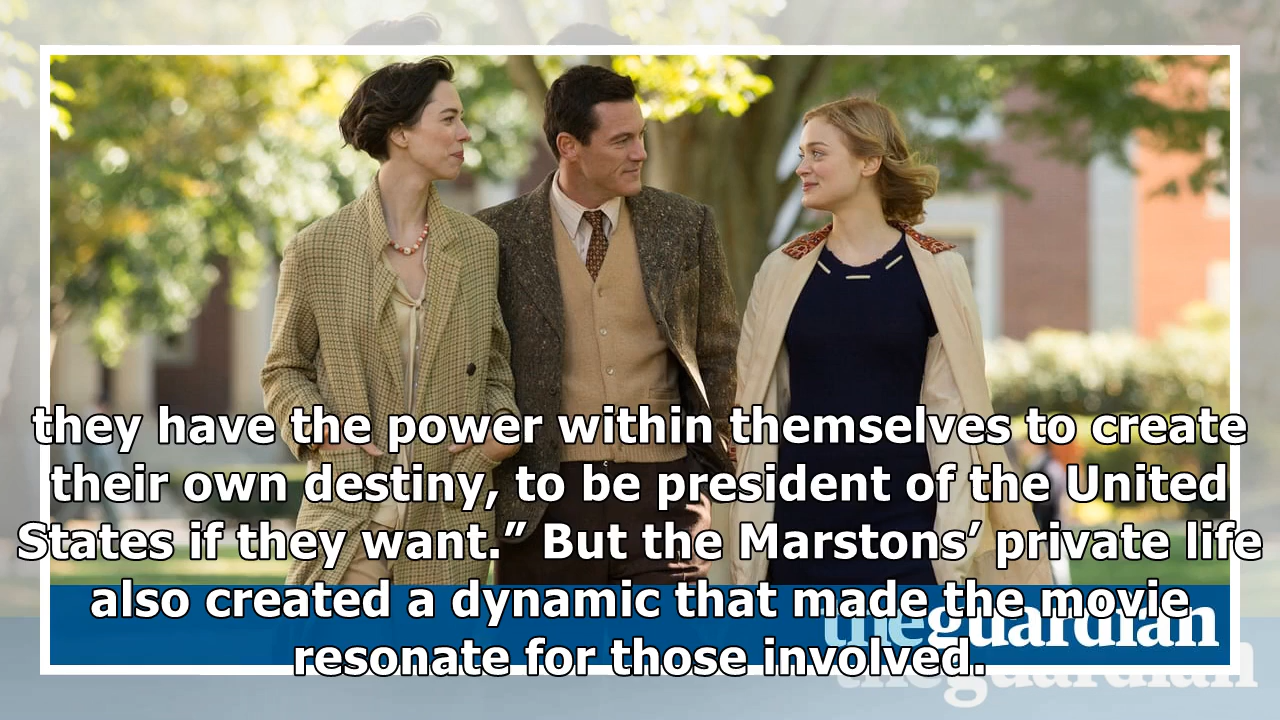 they have the power within themselves to create
their own destiny, to be president of the United
States if they want.” But the Marstons’ private life
also created a dynamic that made the movie
resonate for those involved.
theguardian
theguardian